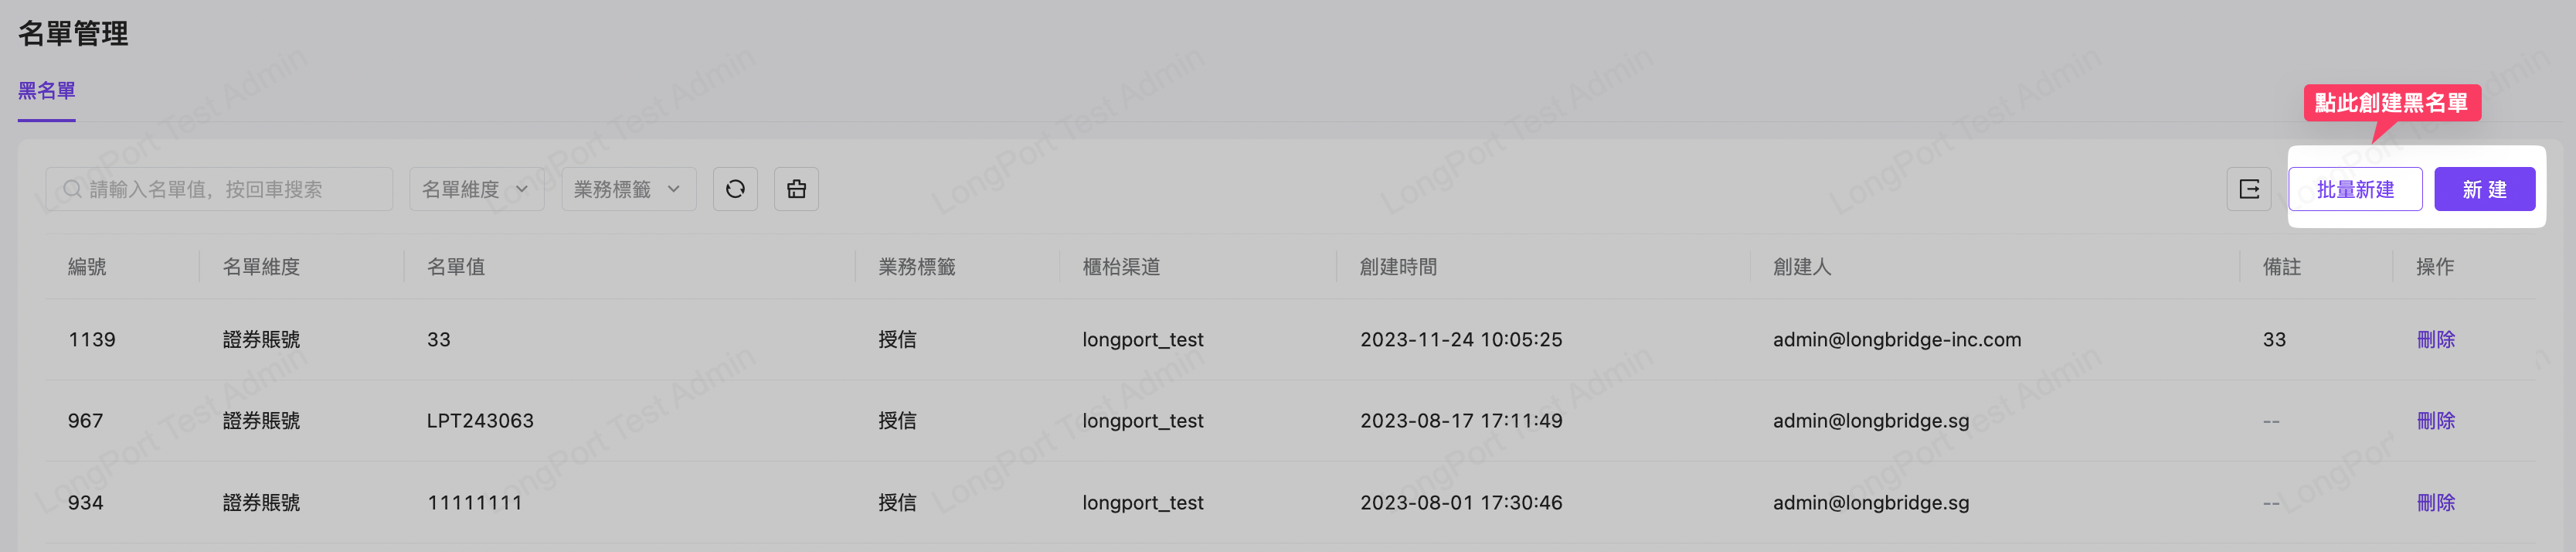 名單管理
黑名單
點此創建黑名單
請輸入名單值，按回車搜索 名單維度 業務標籤 批量新建 新 建
編號 名單維度 名單值 業務標籤 櫃枱渠道 創建時間 創建人 備註 操作
1139 證券賬號 33 授信 longport_test 2023-11-24 10:05:25 admin@longbridge-inc.com 33 刪除
967 證券賬號 LPT243063 授信 longport_test 2023-08-17 17:11:49 admin@longbridge.sg -- 刪除
934 證券賬號 11111111 授信 longport_test 2023-08-01 17:30:46 admin@longbridge.sg -- 刪除
LongPort Test Admin